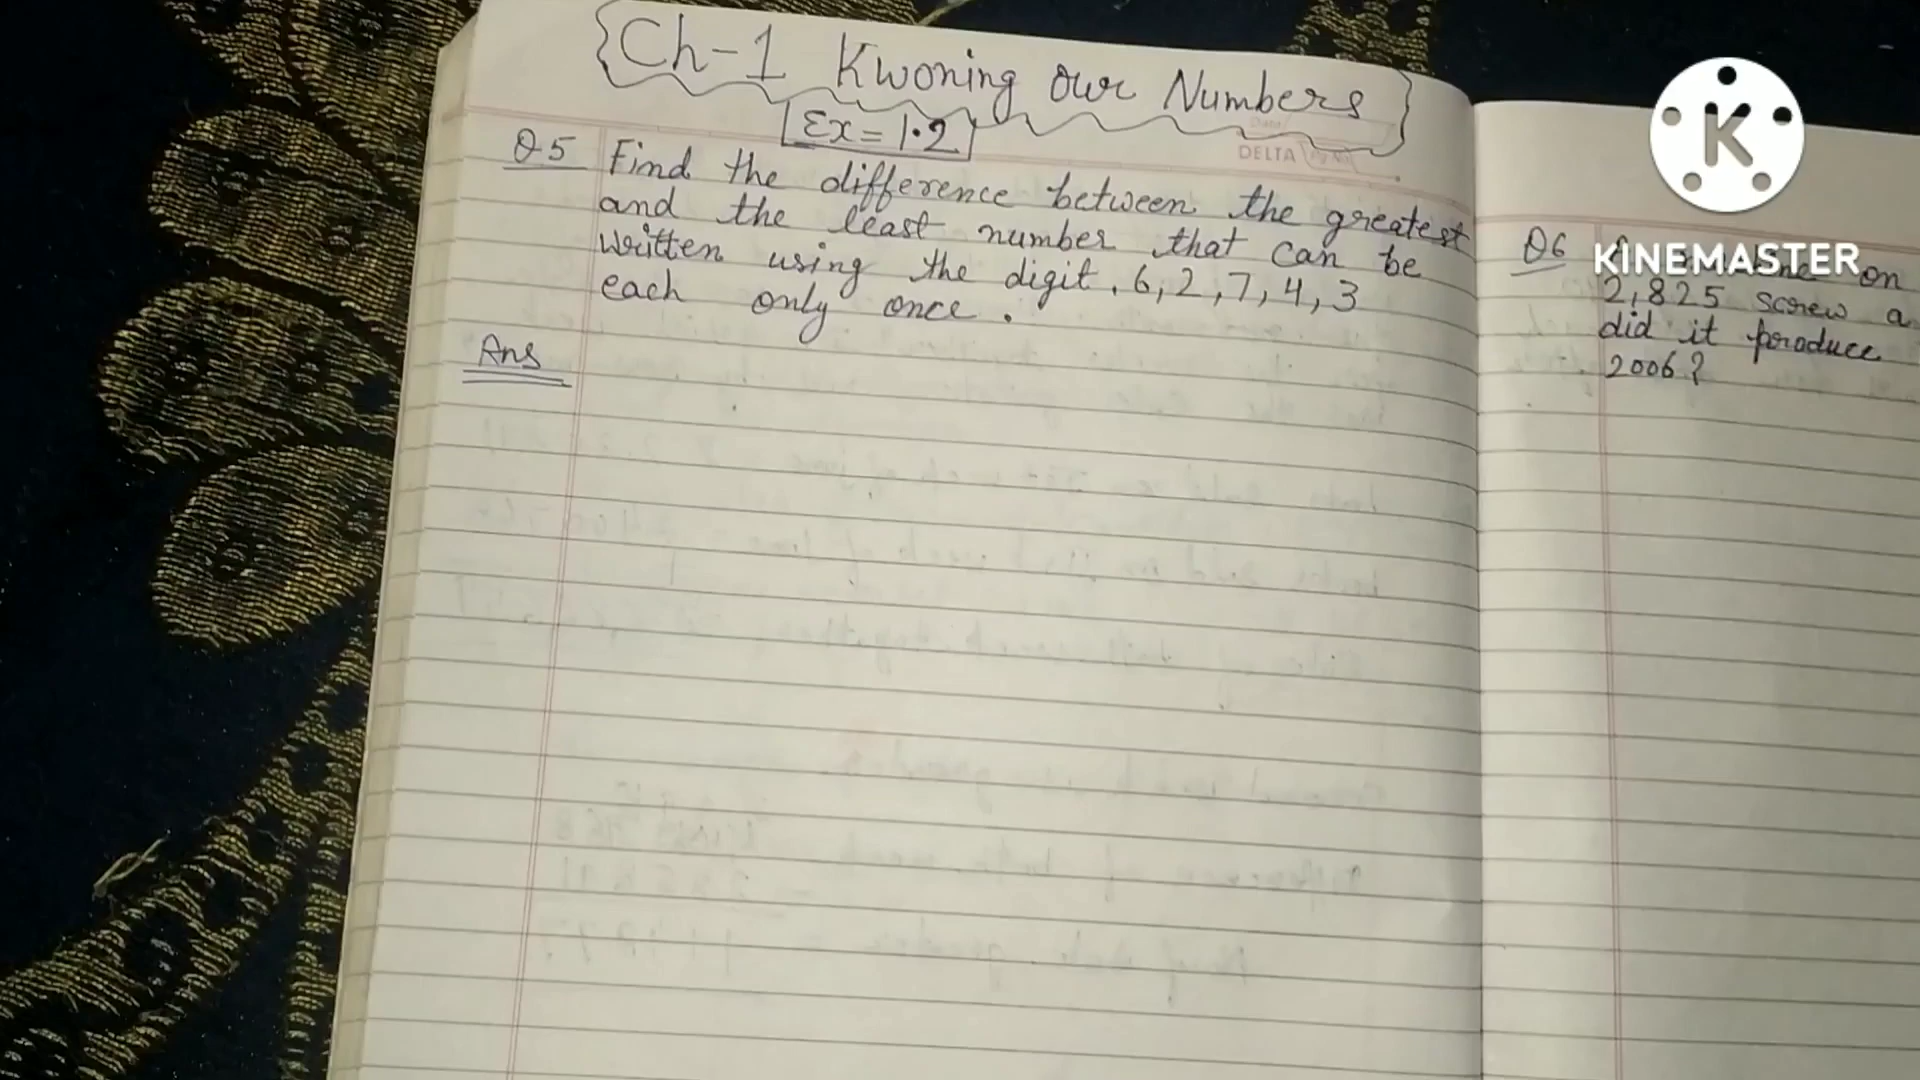 Ch-1 Kwoning Our Numbers
Ex = 1.2
DELTA
Q5 Find the difference between the greatest
and the least number that can be
written using the digit . 6, 2, 7, 4, 3
each only once .
Ans
K
KINEMASTER
Q6 on
2,825 screw a
did it produce
2006?